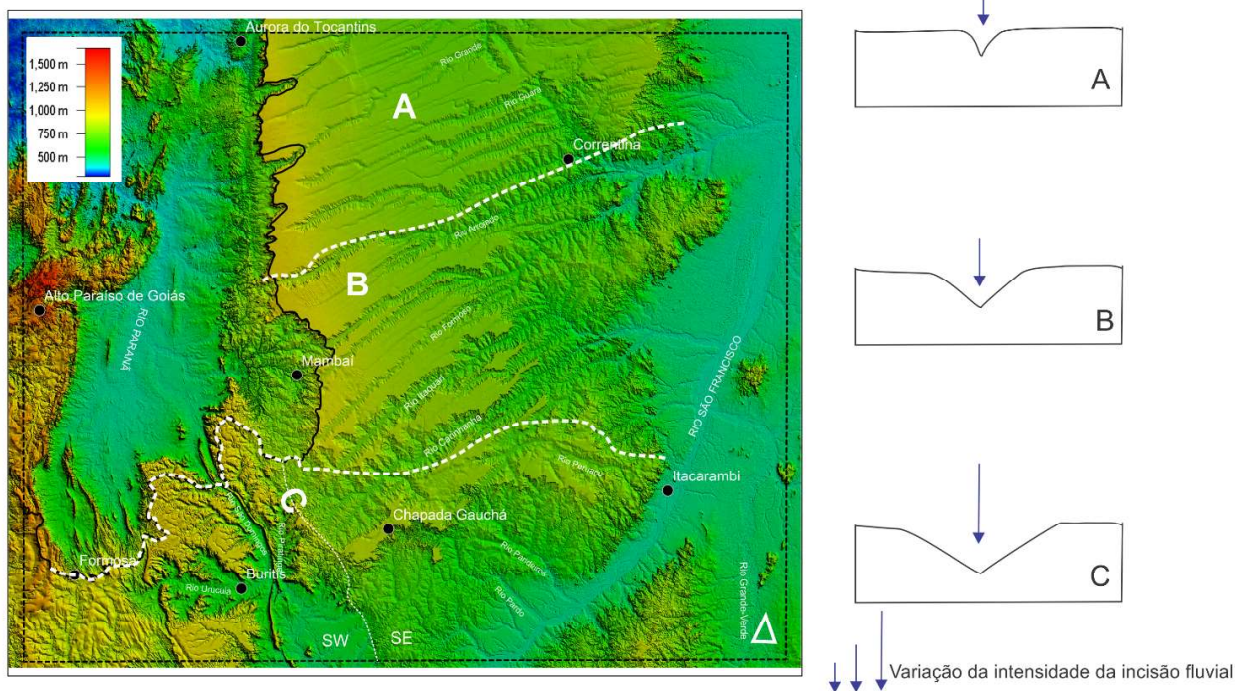 Aurora do Tocantins
1,500 m
1,250 m
1,000 m
750 m
500 m
Rio Grande
A
Rio Guará
Correntina
Rio Arrojado
B
Alto Paraíso de Goiás
RIO PARANÃ
Rio Formoso
Mambaí
Rio Itaguari
RIO SÃO FRANCISCO
Rio Carinhanha
Rio Peruaçu
Itacarambi
C
Chapada Gauchá
Formosa
Buritis
Rio Urucuia
Rio Pandeiros
Rio Pardo
Rio Grande-Verde
SW
SE
A
B
C
Variação da intensidade da incisão fluvial